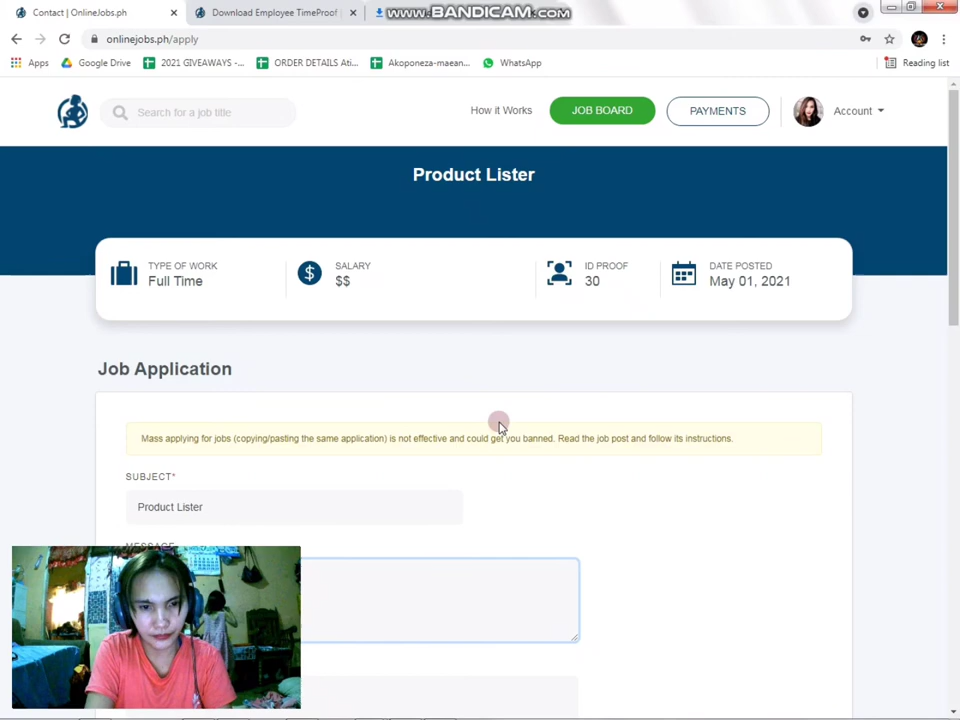 Contact | OnlineJobs.ph
Download Employee TimeProof
www.BANDICAM.com
onlinejobs.ph/apply
Apps
Google Drive
2021 GIVEAWAYS -...
ORDER DETAILS Ati...
Akoponeza-maean...
WhatsApp
Reading list
Search for a job title
How it Works
JOB BOARD
PAYMENTS
Account
Product Lister
TYPE OF WORK
Full Time
SALARY
$$
ID PROOF
30
DATE POSTED
May 01, 2021
Job Application
Mass applying for jobs (copying/pasting the same application) is not effective and could get you banned. Read the job post and follow its instructions.
SUBJECT*
Product Lister
MESSAGE